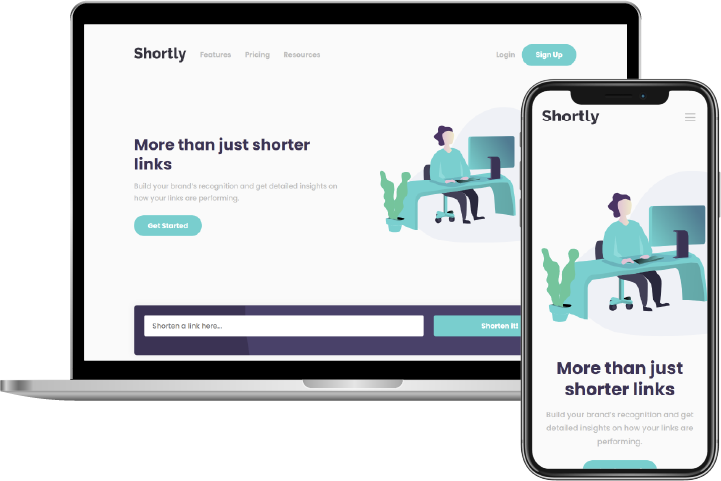 Shortly Features Pricing Resources Login Sign Up
More than just shorter
links
Build your brand's recognition and get detailed insights on
how your links are performing.
Get Started
Shorten a link here...
Shorten It!
Shortly
More than just
shorter links
Build your brand's recognition and get
detailed insights on how your links are
performing.